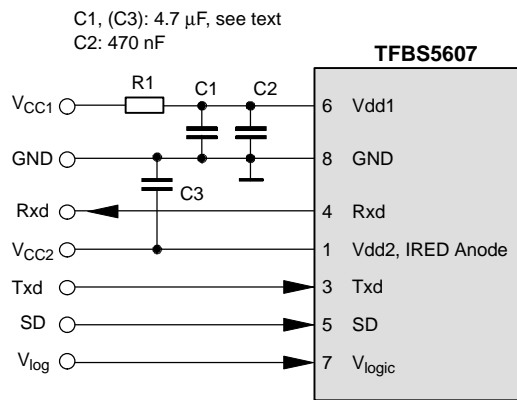 C1, (C3): 4.7 μF, see text
C2: 470 nF
TFBS5607
R1 C1 C2
VCC1 6 Vdd1
GND 8 GND
C3
Rxd 4 Rxd
VCC2 1 Vdd2, IRED Anode
Txd 3 Txd
SD 5 SD
Vlog 7 Vlogic